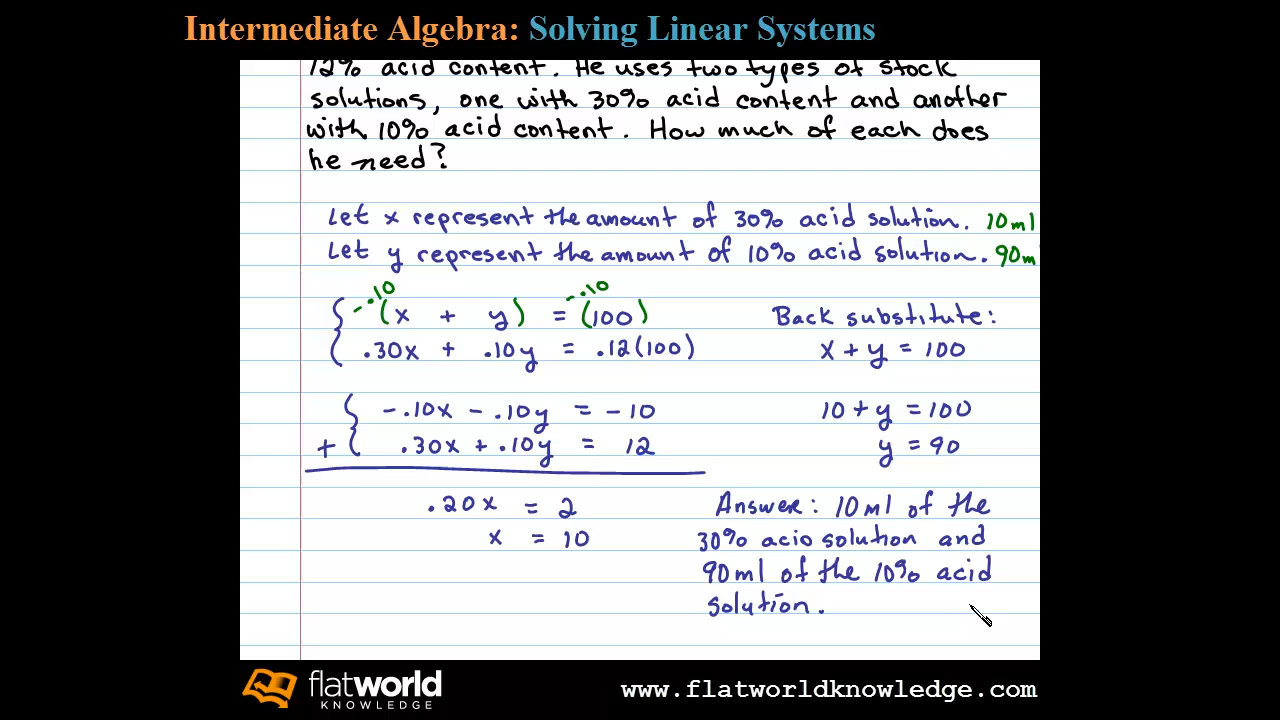 Intermediate Algebra: Solving Linear Systems
12% acid content. He uses two types of stock
solutions, one with 30% acid content and another
with 10% acid content. How much of each does
he need?
Let x represent the amount of 30% acid solution. 10ml
Let y represent the amount of 10% acid solution. 90m
-.10 -.10
(x + y) = (100)
.30x + .10y = .12(100)
-.10x - .10y = -10
+ .30x + .10y = 12
.20x = 2
x = 10
Back substitute:
x + y = 100
10 + y = 100
y = 90
Answer: 10ml of the
30% acid solution and
90ml of the 10% acid
solution.
flatworld
KNOWLEDGE
www.flatworldknowledge.com